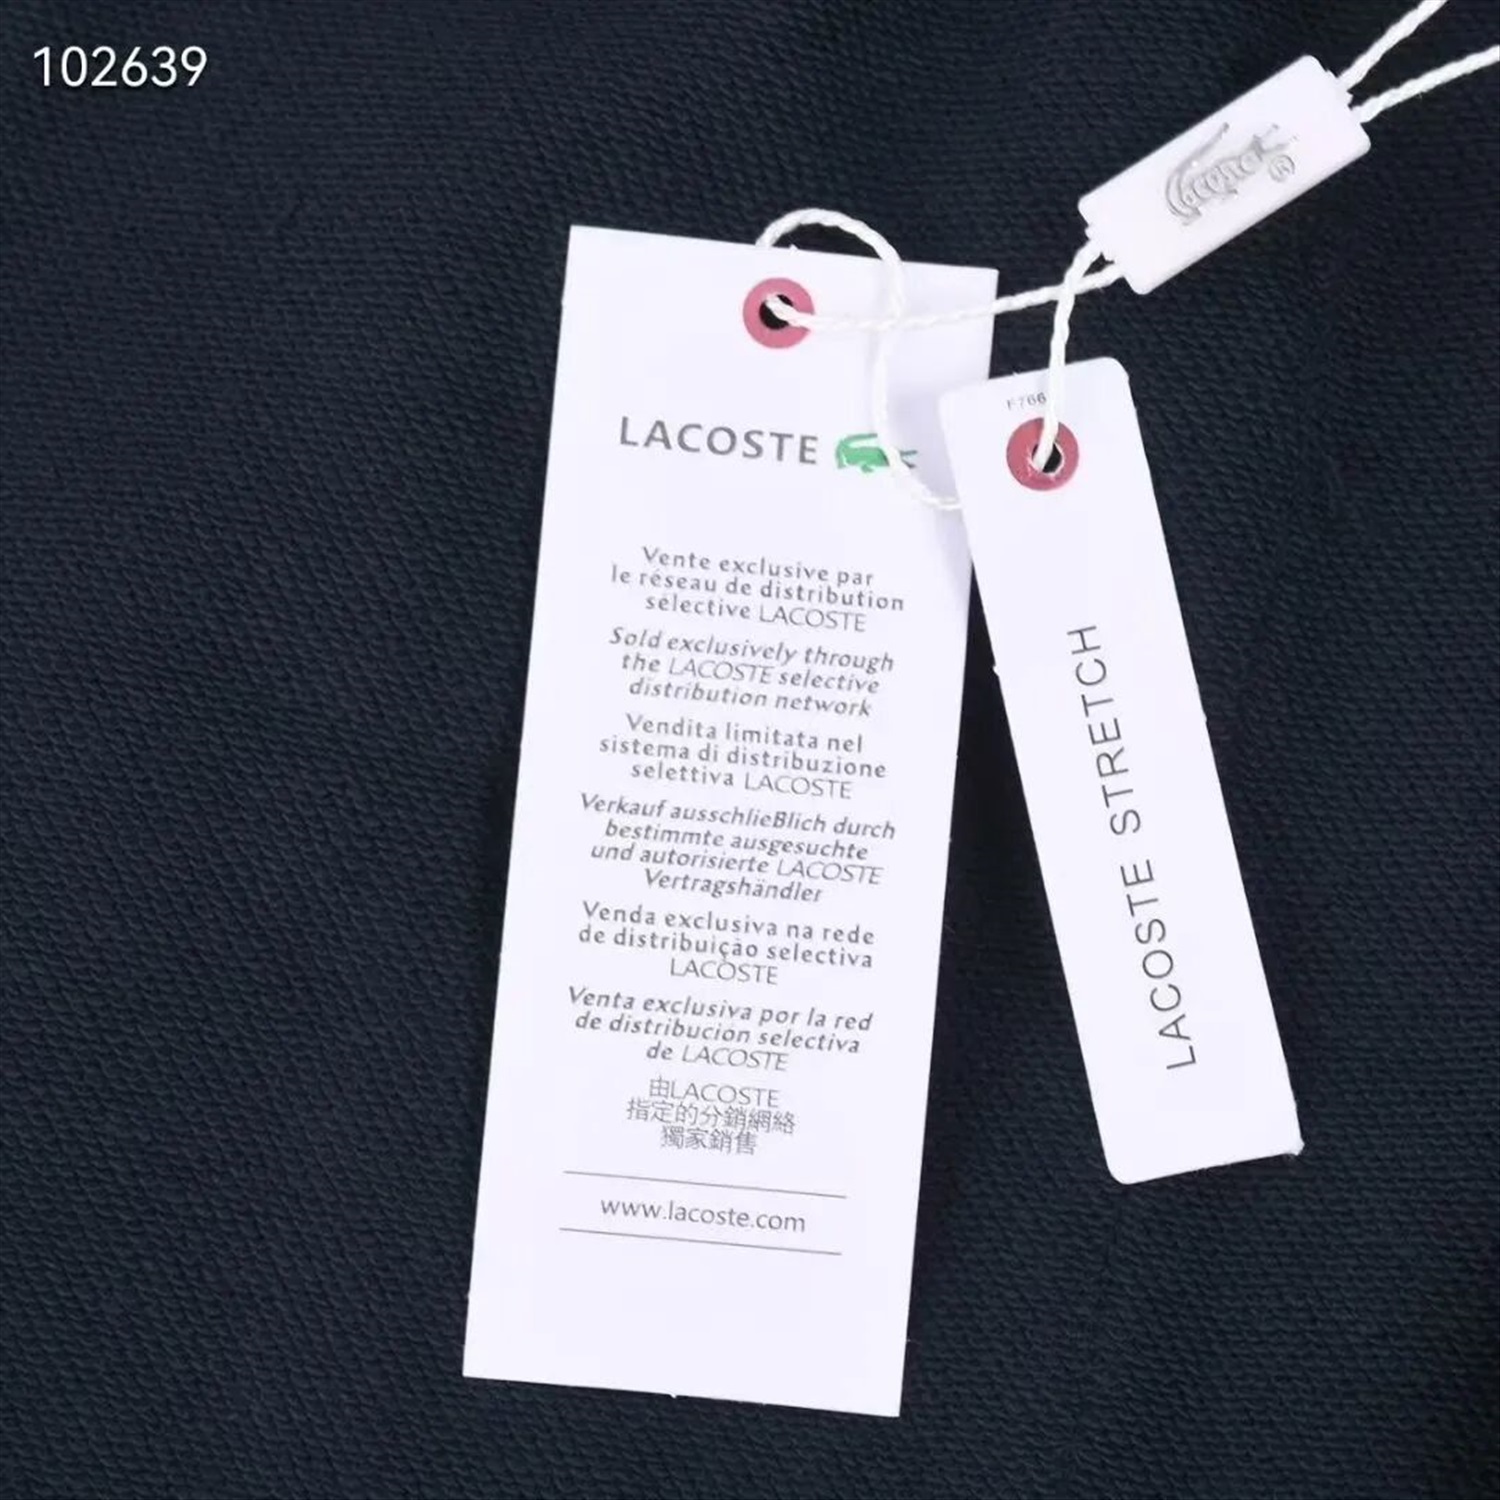 102639
Lacoste
®
LACOSTE
Vente exclusive par
le réseau de distribution
sélective LACOSTE
Sold exclusively through
the LACOSTE selective
distribution network
Vendita limitata nel
sistema di distribuzione
selettiva LACOSTE
Verkauf ausschlieBlich durch
bestimmte ausgesuchte
und autorisierte LACOSTE
Vertragshändler
Venda exclusiva na rede
de distribuição selectiva
LACOSTE
Venta exclusiva por la red
de distribucion selectiva
de LACOSTE
由LACOSTE
指定的分銷網絡
獨家銷售
www.lacoste.com
F766
LACOSTE STRETCH